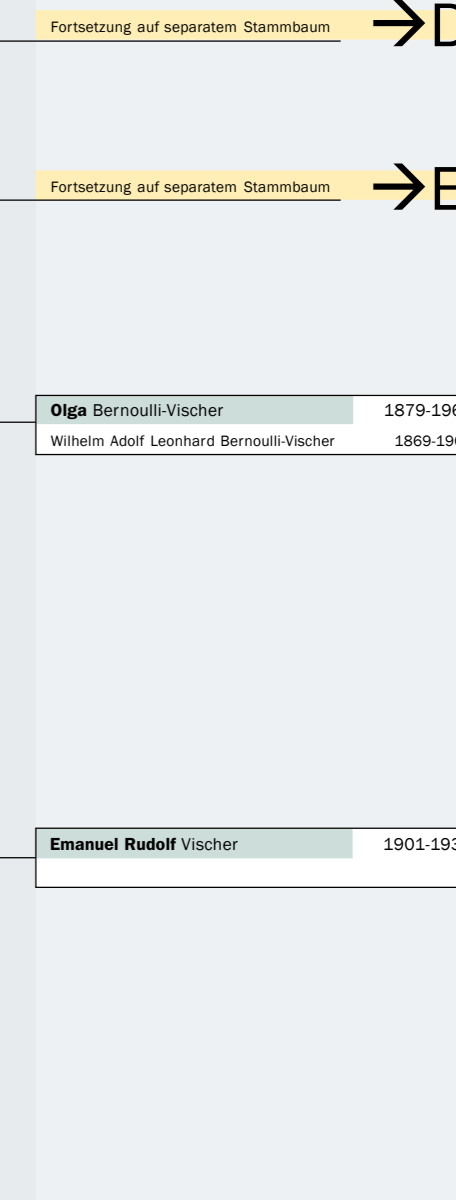 Fortsetzung auf separatem Stammbaum →
Fortsetzung auf separatem Stammbaum →
Olga Bernoulli-Vischer
Wilhelm Adolf Leonhard Bernoulli-Vischer
Emanuel Rudolf Vischer